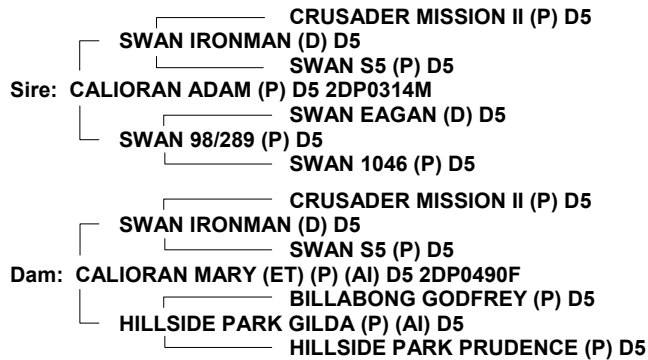 CRUSADER MISSION II (P) D5
SWAN IRONMAN (D) D5
SWAN S5 (P) D5
Sire: CALIORAN ADAM (P) D5 2DP0314M
SWAN EAGAN (D) D5
SWAN 98/289 (P) D5
SWAN 1046 (P) D5
CRUSADER MISSION II (P) D5
SWAN IRONMAN (D) D5
SWAN S5 (P) D5
Dam: CALIORAN MARY (ET) (P) (AI) D5 2DP0490F
BILLABONG GODFREY (P) D5
HILLSIDE PARK GILDA (P) (AI) D5
HILLSIDE PARK PRUDENCE (P) D5